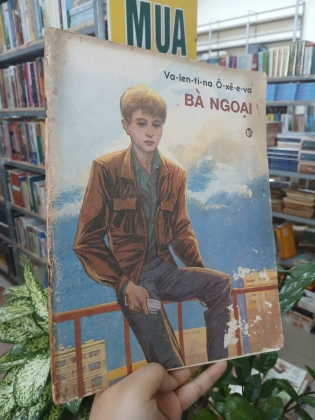 MUA
Va-len-ti-na Ô-xê-e-va
BÀ NGOẠI